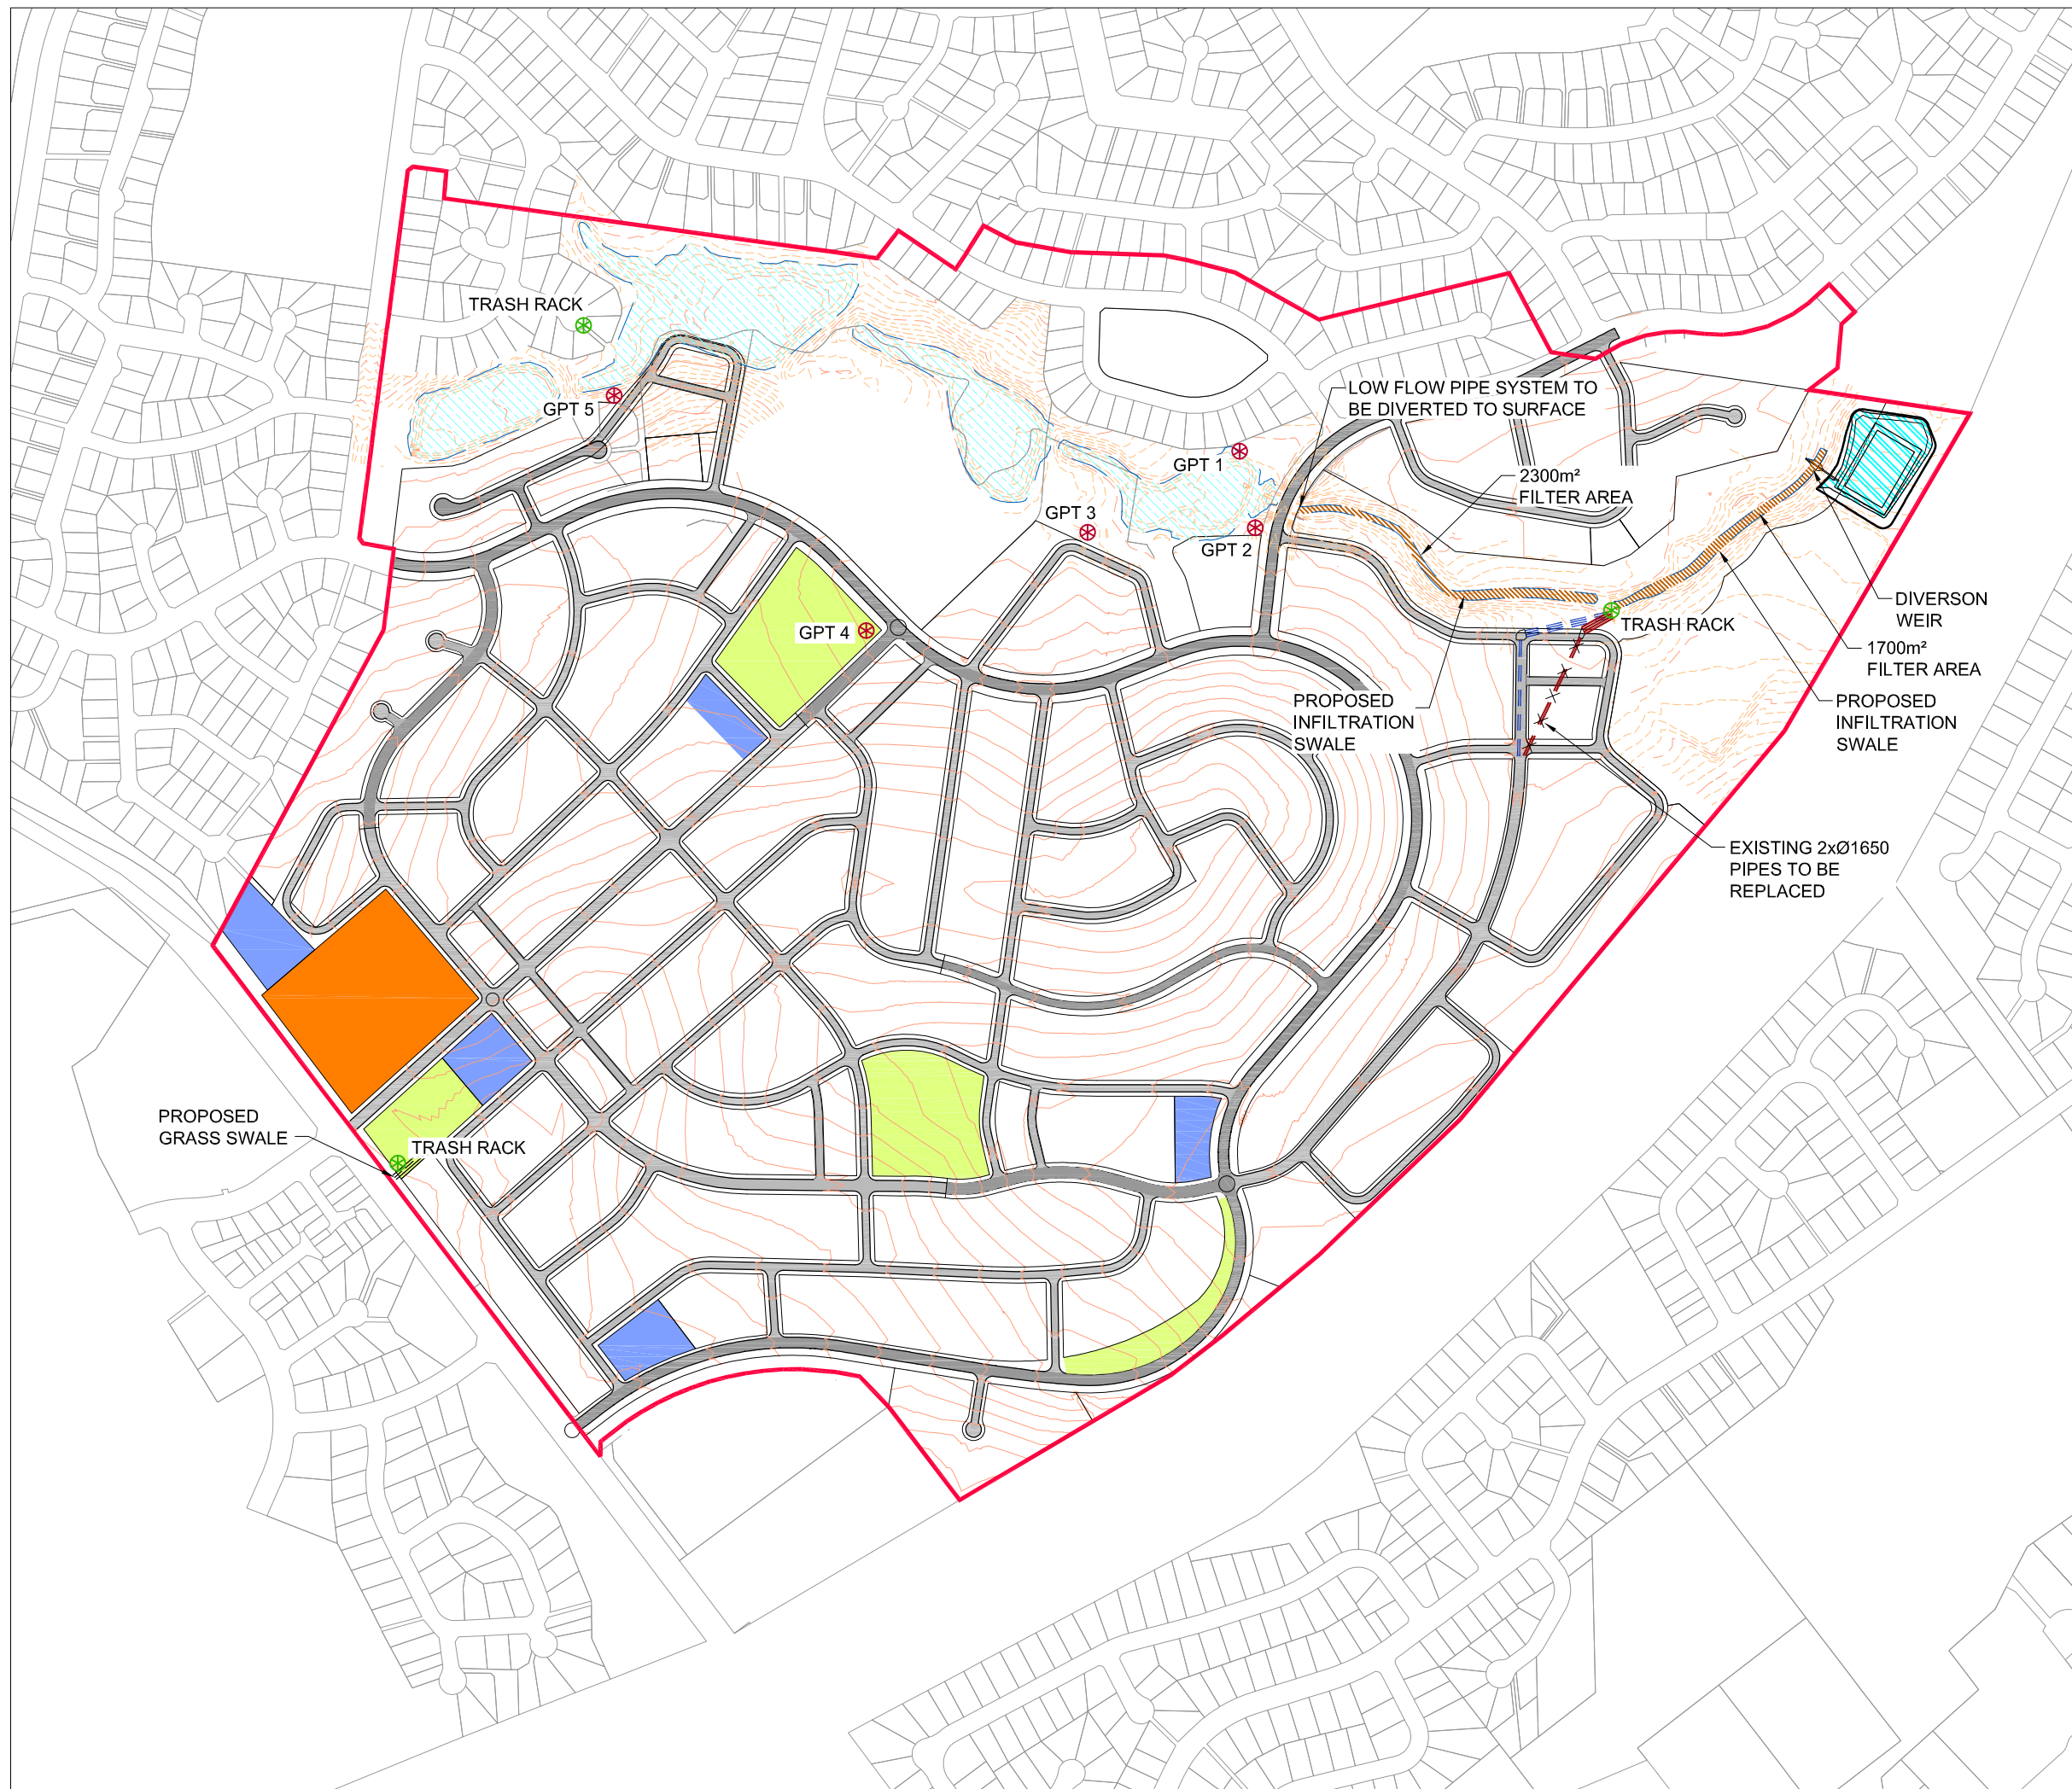 TRASH RACK
GPT 5
LOW FLOW PIPE SYSTEM TO
BE DIVERTED TO SURFACE
GPT 1
2300m²
FILTER AREA
GPT 3
GPT 2
GPT 4
DIVERSON
WEIR
TRASH RACK
1700m²
FILTER AREA
PROPOSED
INFILTRATION
SWALE
PROPOSED
INFILTRATION
SWALE
EXISTING 2xØ1650
PIPES TO BE
REPLACED
PROPOSED
GRASS SWALE
TRASH RACK